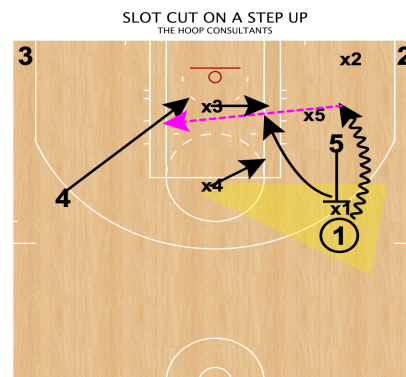 SLOT CUT ON A STEP UP
THE HOOP CONSULTANTS
3
x2
2
x3
x5
5
x4
4
x1
1